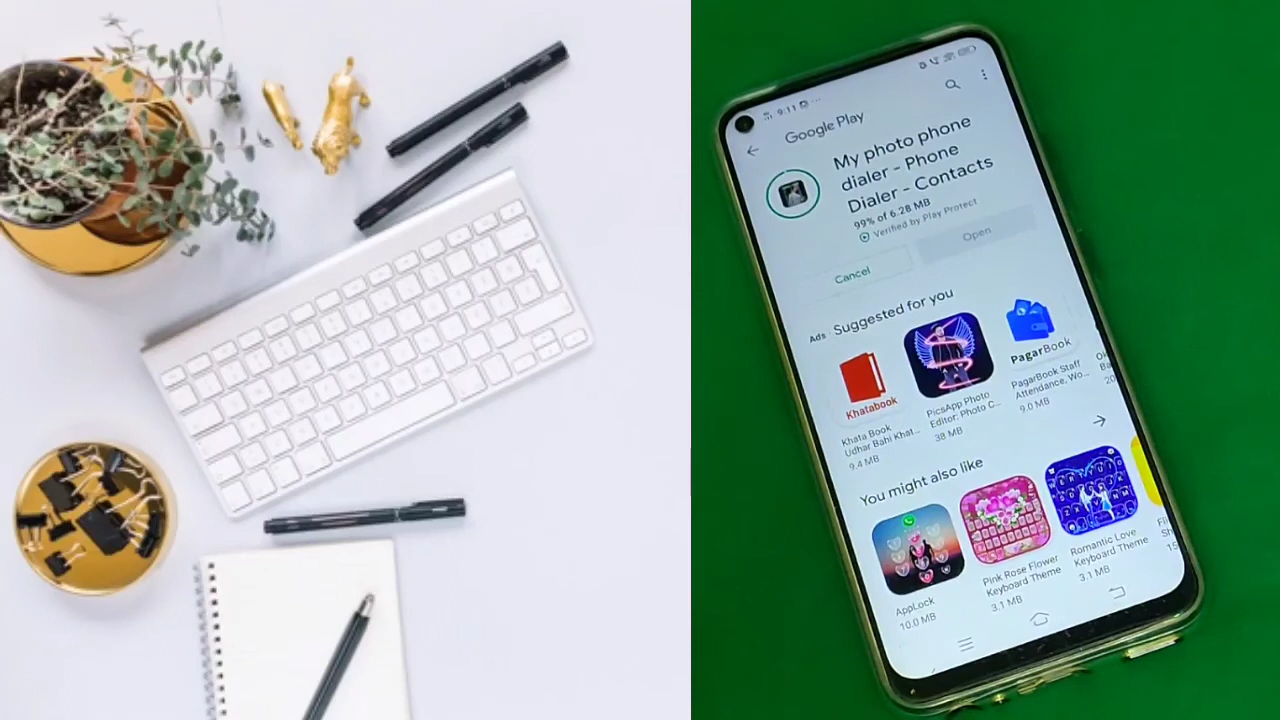 9:11
Google Play
My photo phone
dialer - Phone
Dialer - Contacts
99% of 6.28 MB
Verified by Play Protect
Cancel
Open
Ads Suggested for you
Khatabook
PagarBook
Khata Book
Udhar Bahi Khat...
9.4 MB
PicsApp Photo
Editor: Photo C...
38 MB
PagarBook Staff
Attendance, Wo...
9.0 MB
You might also like
AppLock
10.0 MB
Pink Rose Flower
Keyboard Theme
3.1 MB
Romantic Love
Keyboard Theme
3.1 MB